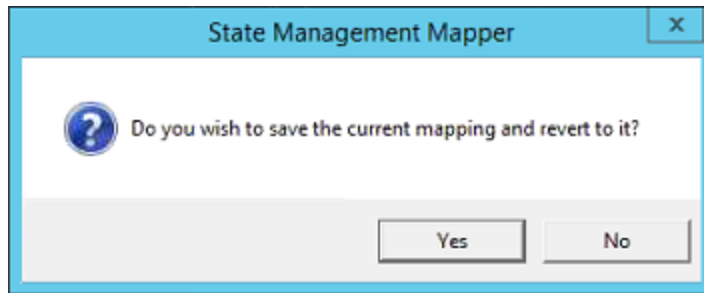 State Management Mapper
x
Do you wish to save the current mapping and revert to it?
Yes No